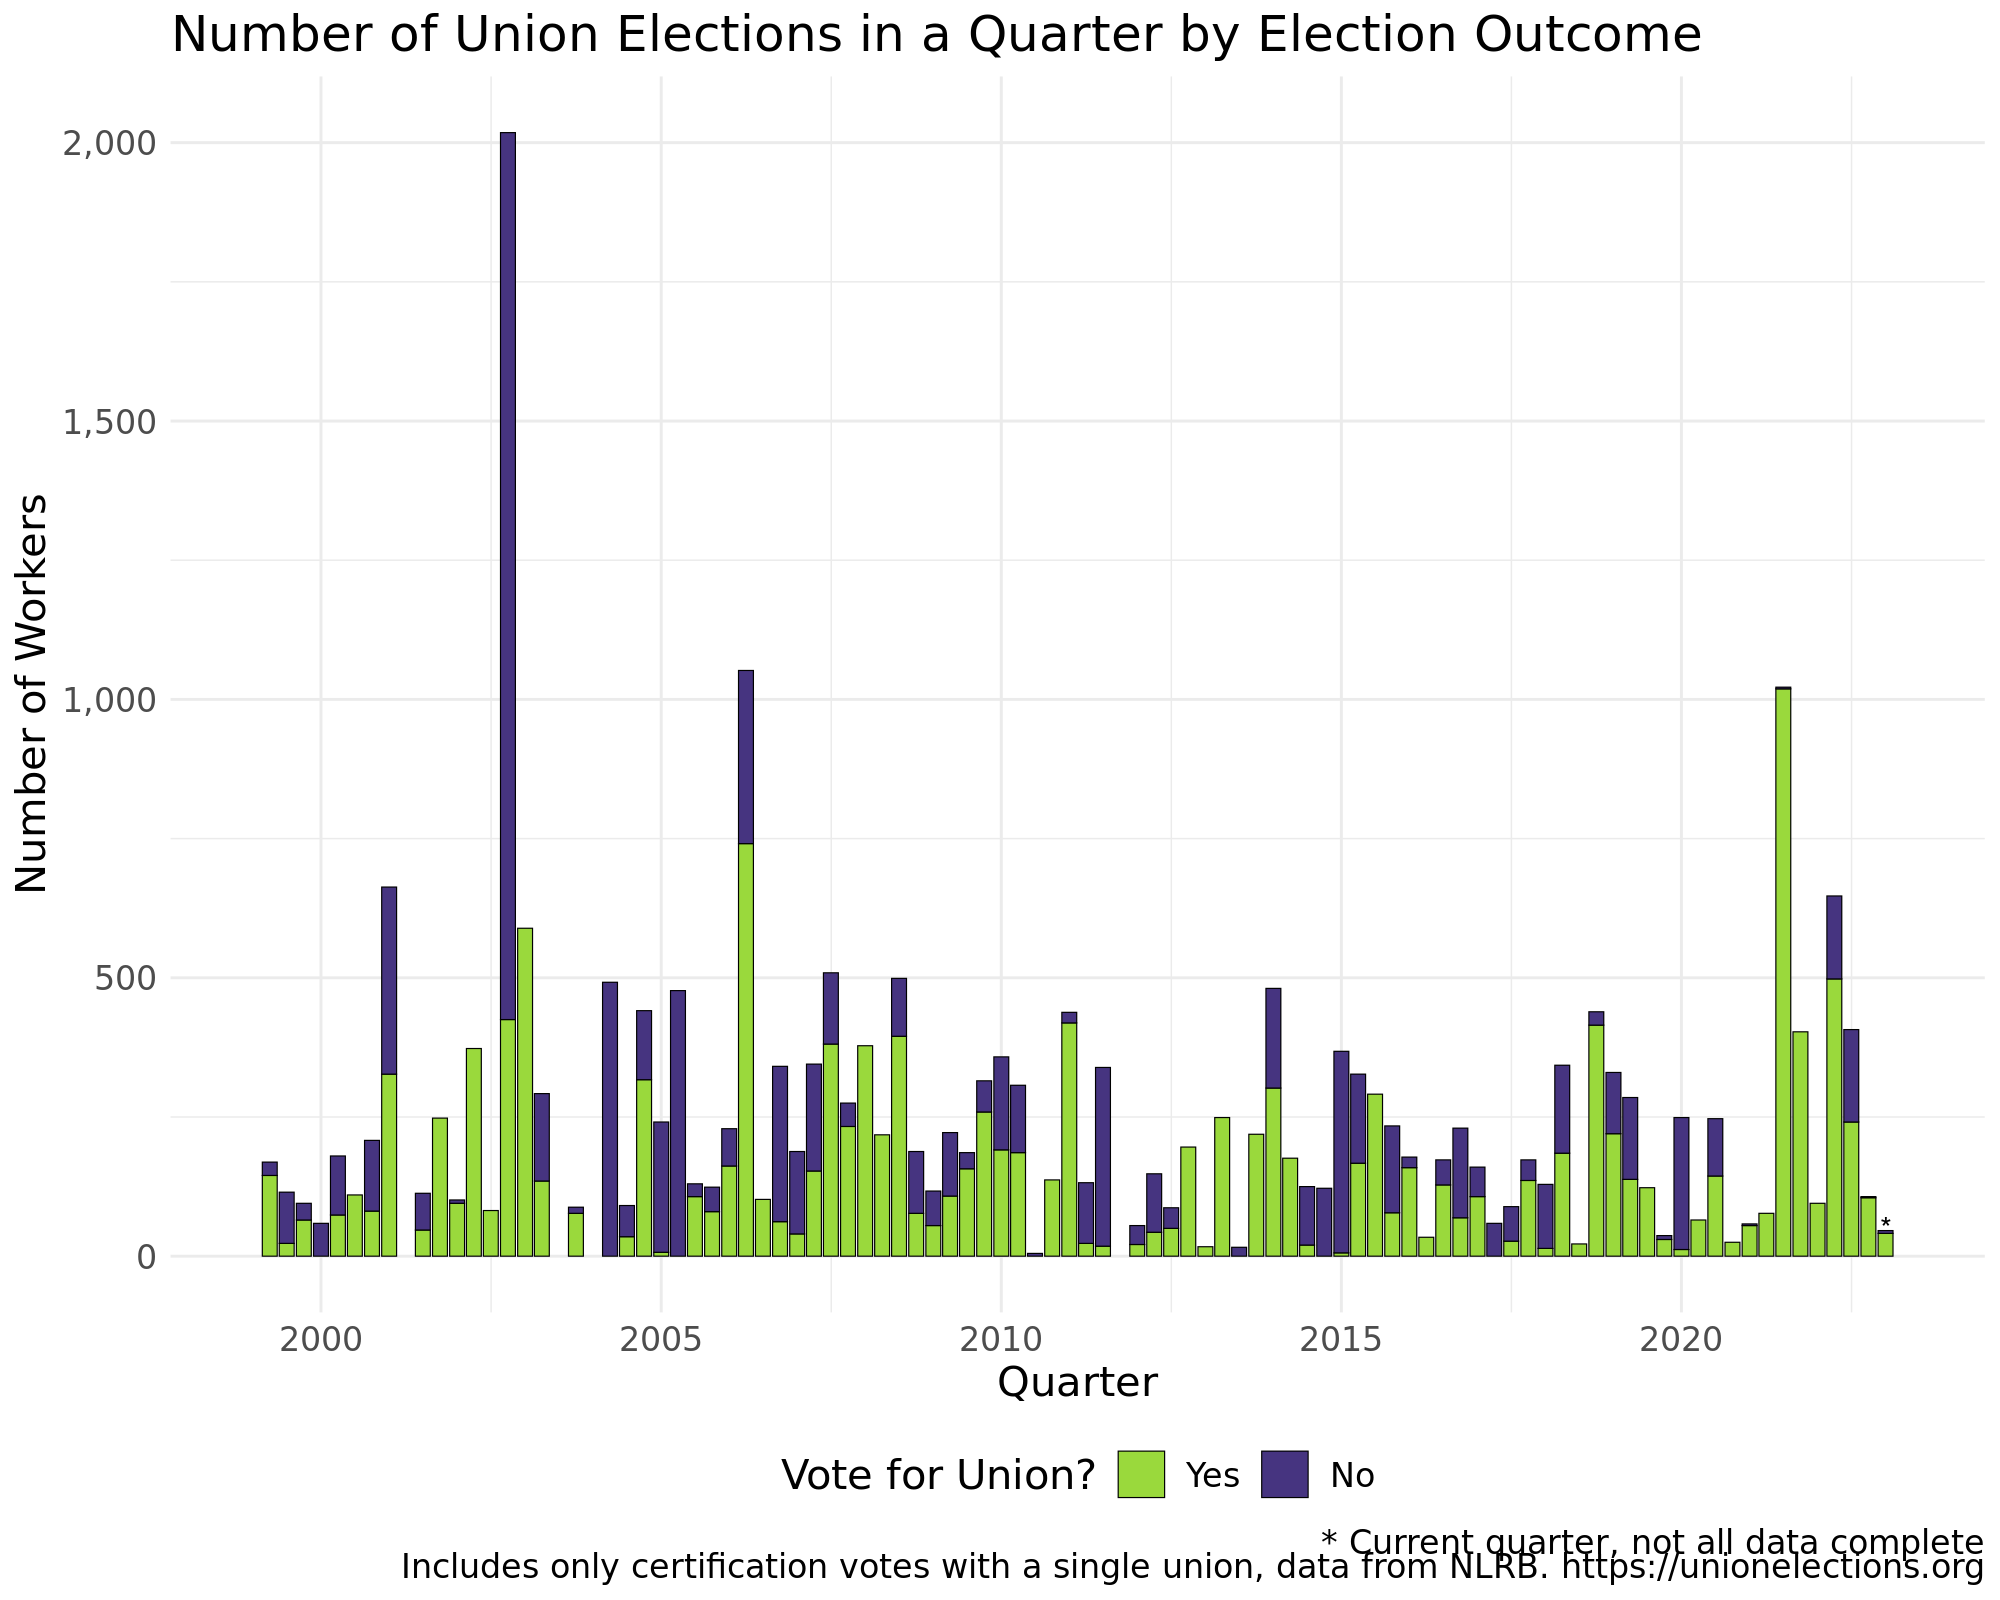 Number of Union Elections in a Quarter by Election Outcome
2,000
1,500
1,000
500
0
Number of Workers
*
2000 2005 2010 2015 2020
Quarter
Vote for Union? Yes No
* Current quarter, not all data complete
Includes only certification votes with a single union, data from NLRB. https://unionelections.org